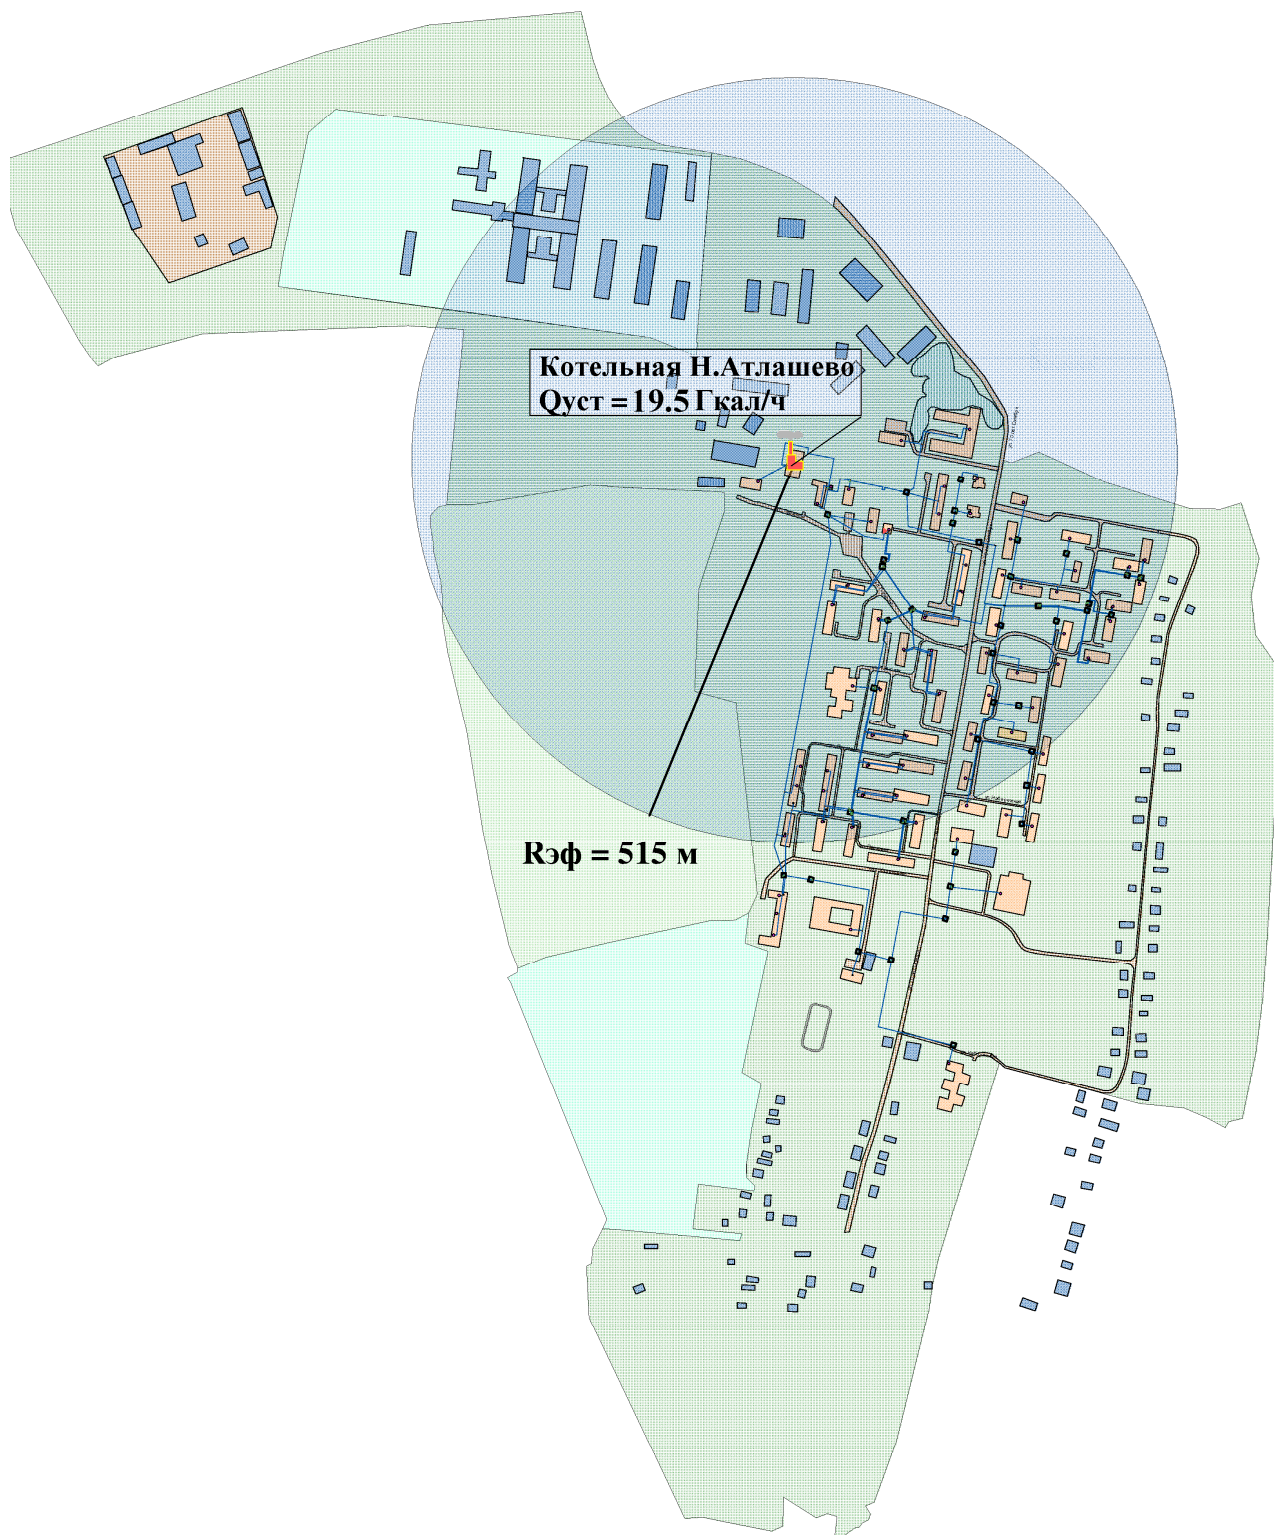 Котельная Н.Атлашево
Qуст =19.5 Гкал/ч
Rэф = 515 м